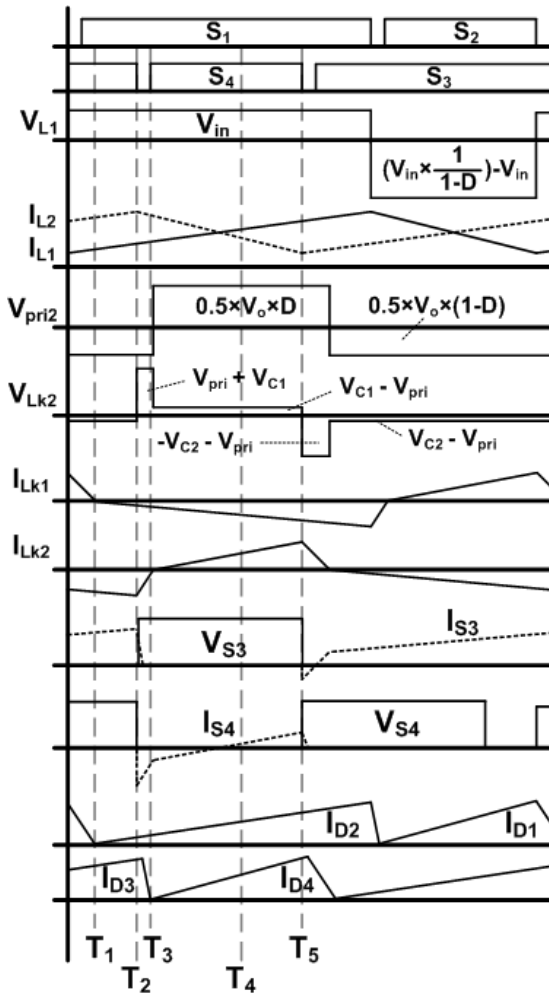 S1 S2
S4 S3
VL1 Vin
(Vin× 1/1-D)-Vin
IL2
IL1
Vpri2 0.5×Vo×D 0.5×Vo×(1-D)
VLk2 Vpri + VC1 VC1 - Vpri
-VC2 - Vpri VC2 - Vpri
ILk1
ILk2
VS3 IS3
IS4 VS4
ID2 ID1
ID3 ID4
T1 T3 T5
T2 T4